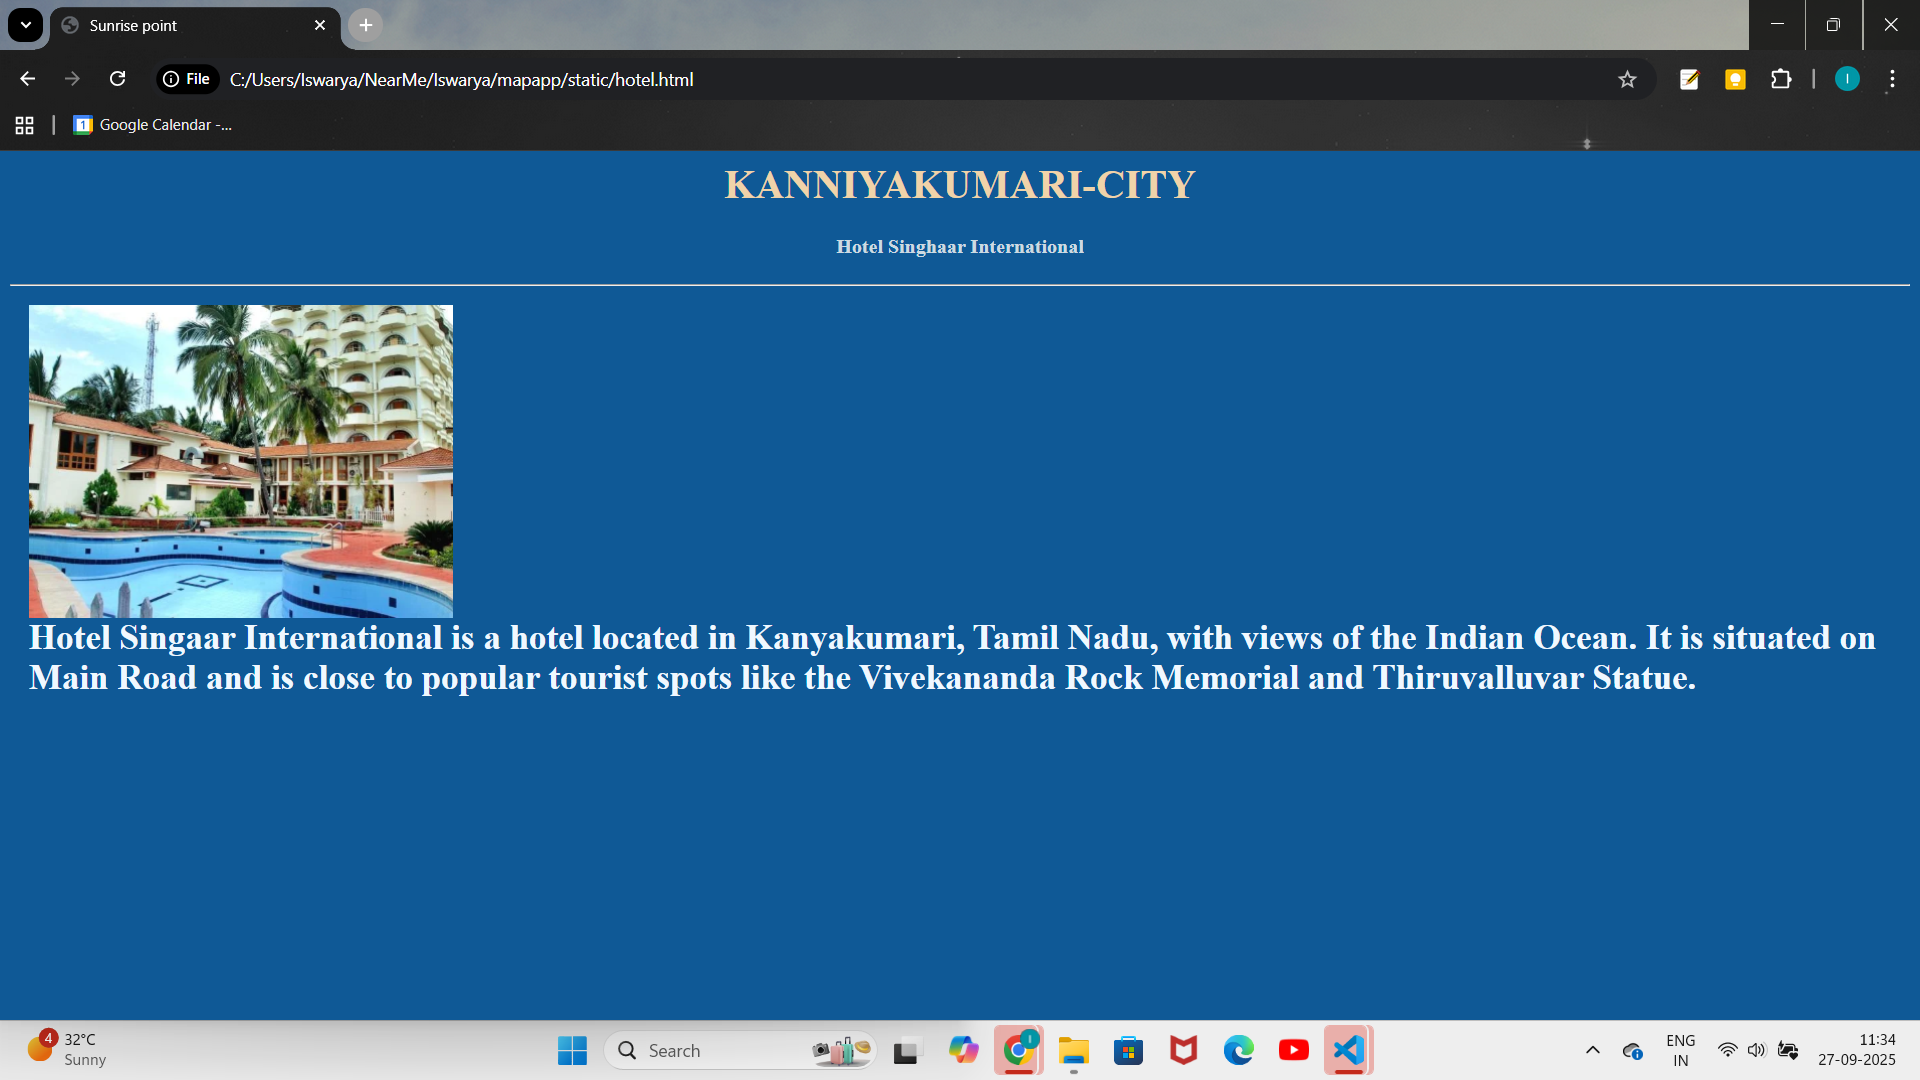 Sunrise point
File
C:/Users/Iswarya/NearMe/Iswarya/mapapp/static/hotel.html
Google Calendar -...
KANNIYAKUMARI-CITY
Hotel Singhaar International
Hotel Singaar International is a hotel located in Kanyakumari, Tamil Nadu, with views of the Indian Ocean. It is situated on
Main Road and is close to popular tourist spots like the Vivekananda Rock Memorial and Thiruvalluvar Statue.
4
32°C
Sunny
Search
ENG
IN
11:34
27-09-2025